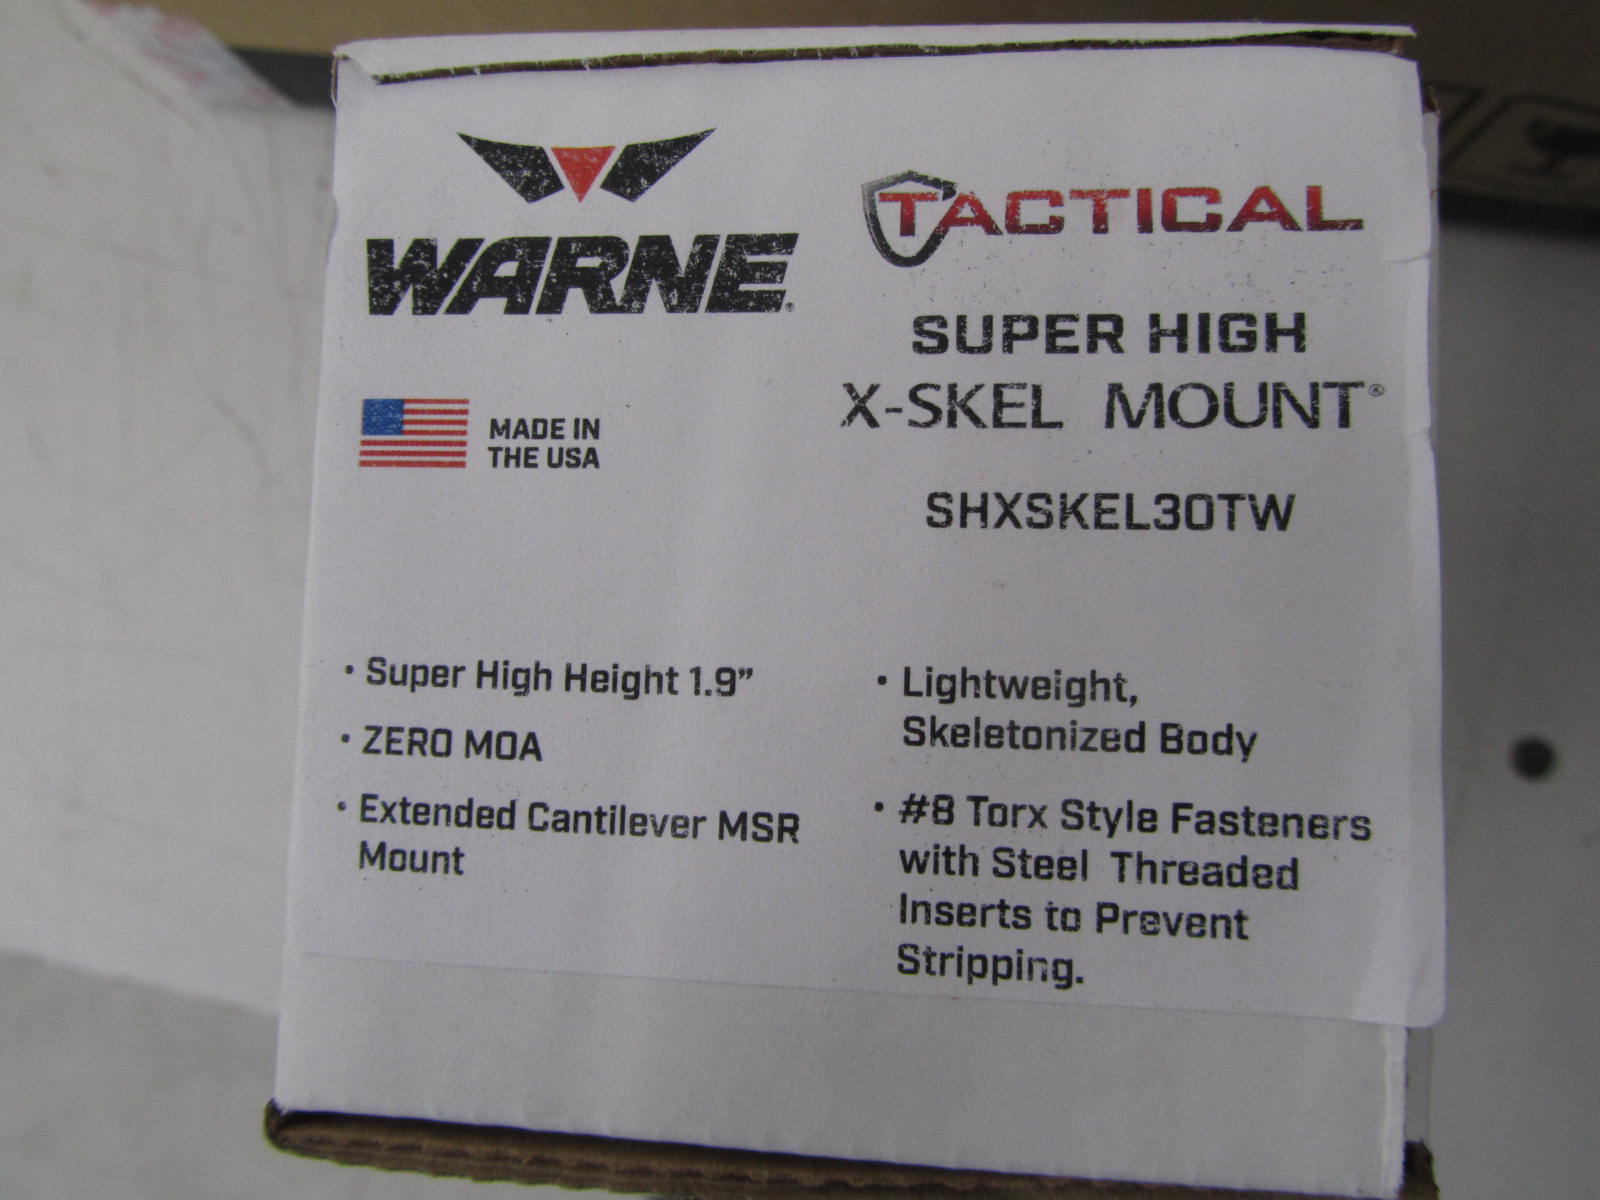 WARNE®
MADE IN
THE USA
• Super High Height 1.9”
• ZERO MOA
• Extended Cantilever MSR
Mount
TACTICAL
SUPER HIGH
X-SKEL MOUNT®
SHXSKEL30TW
• Lightweight,
Skeletonized Body
• #8 Torx Style Fasteners
with Steel Threaded
Inserts to Prevent
Stripping.